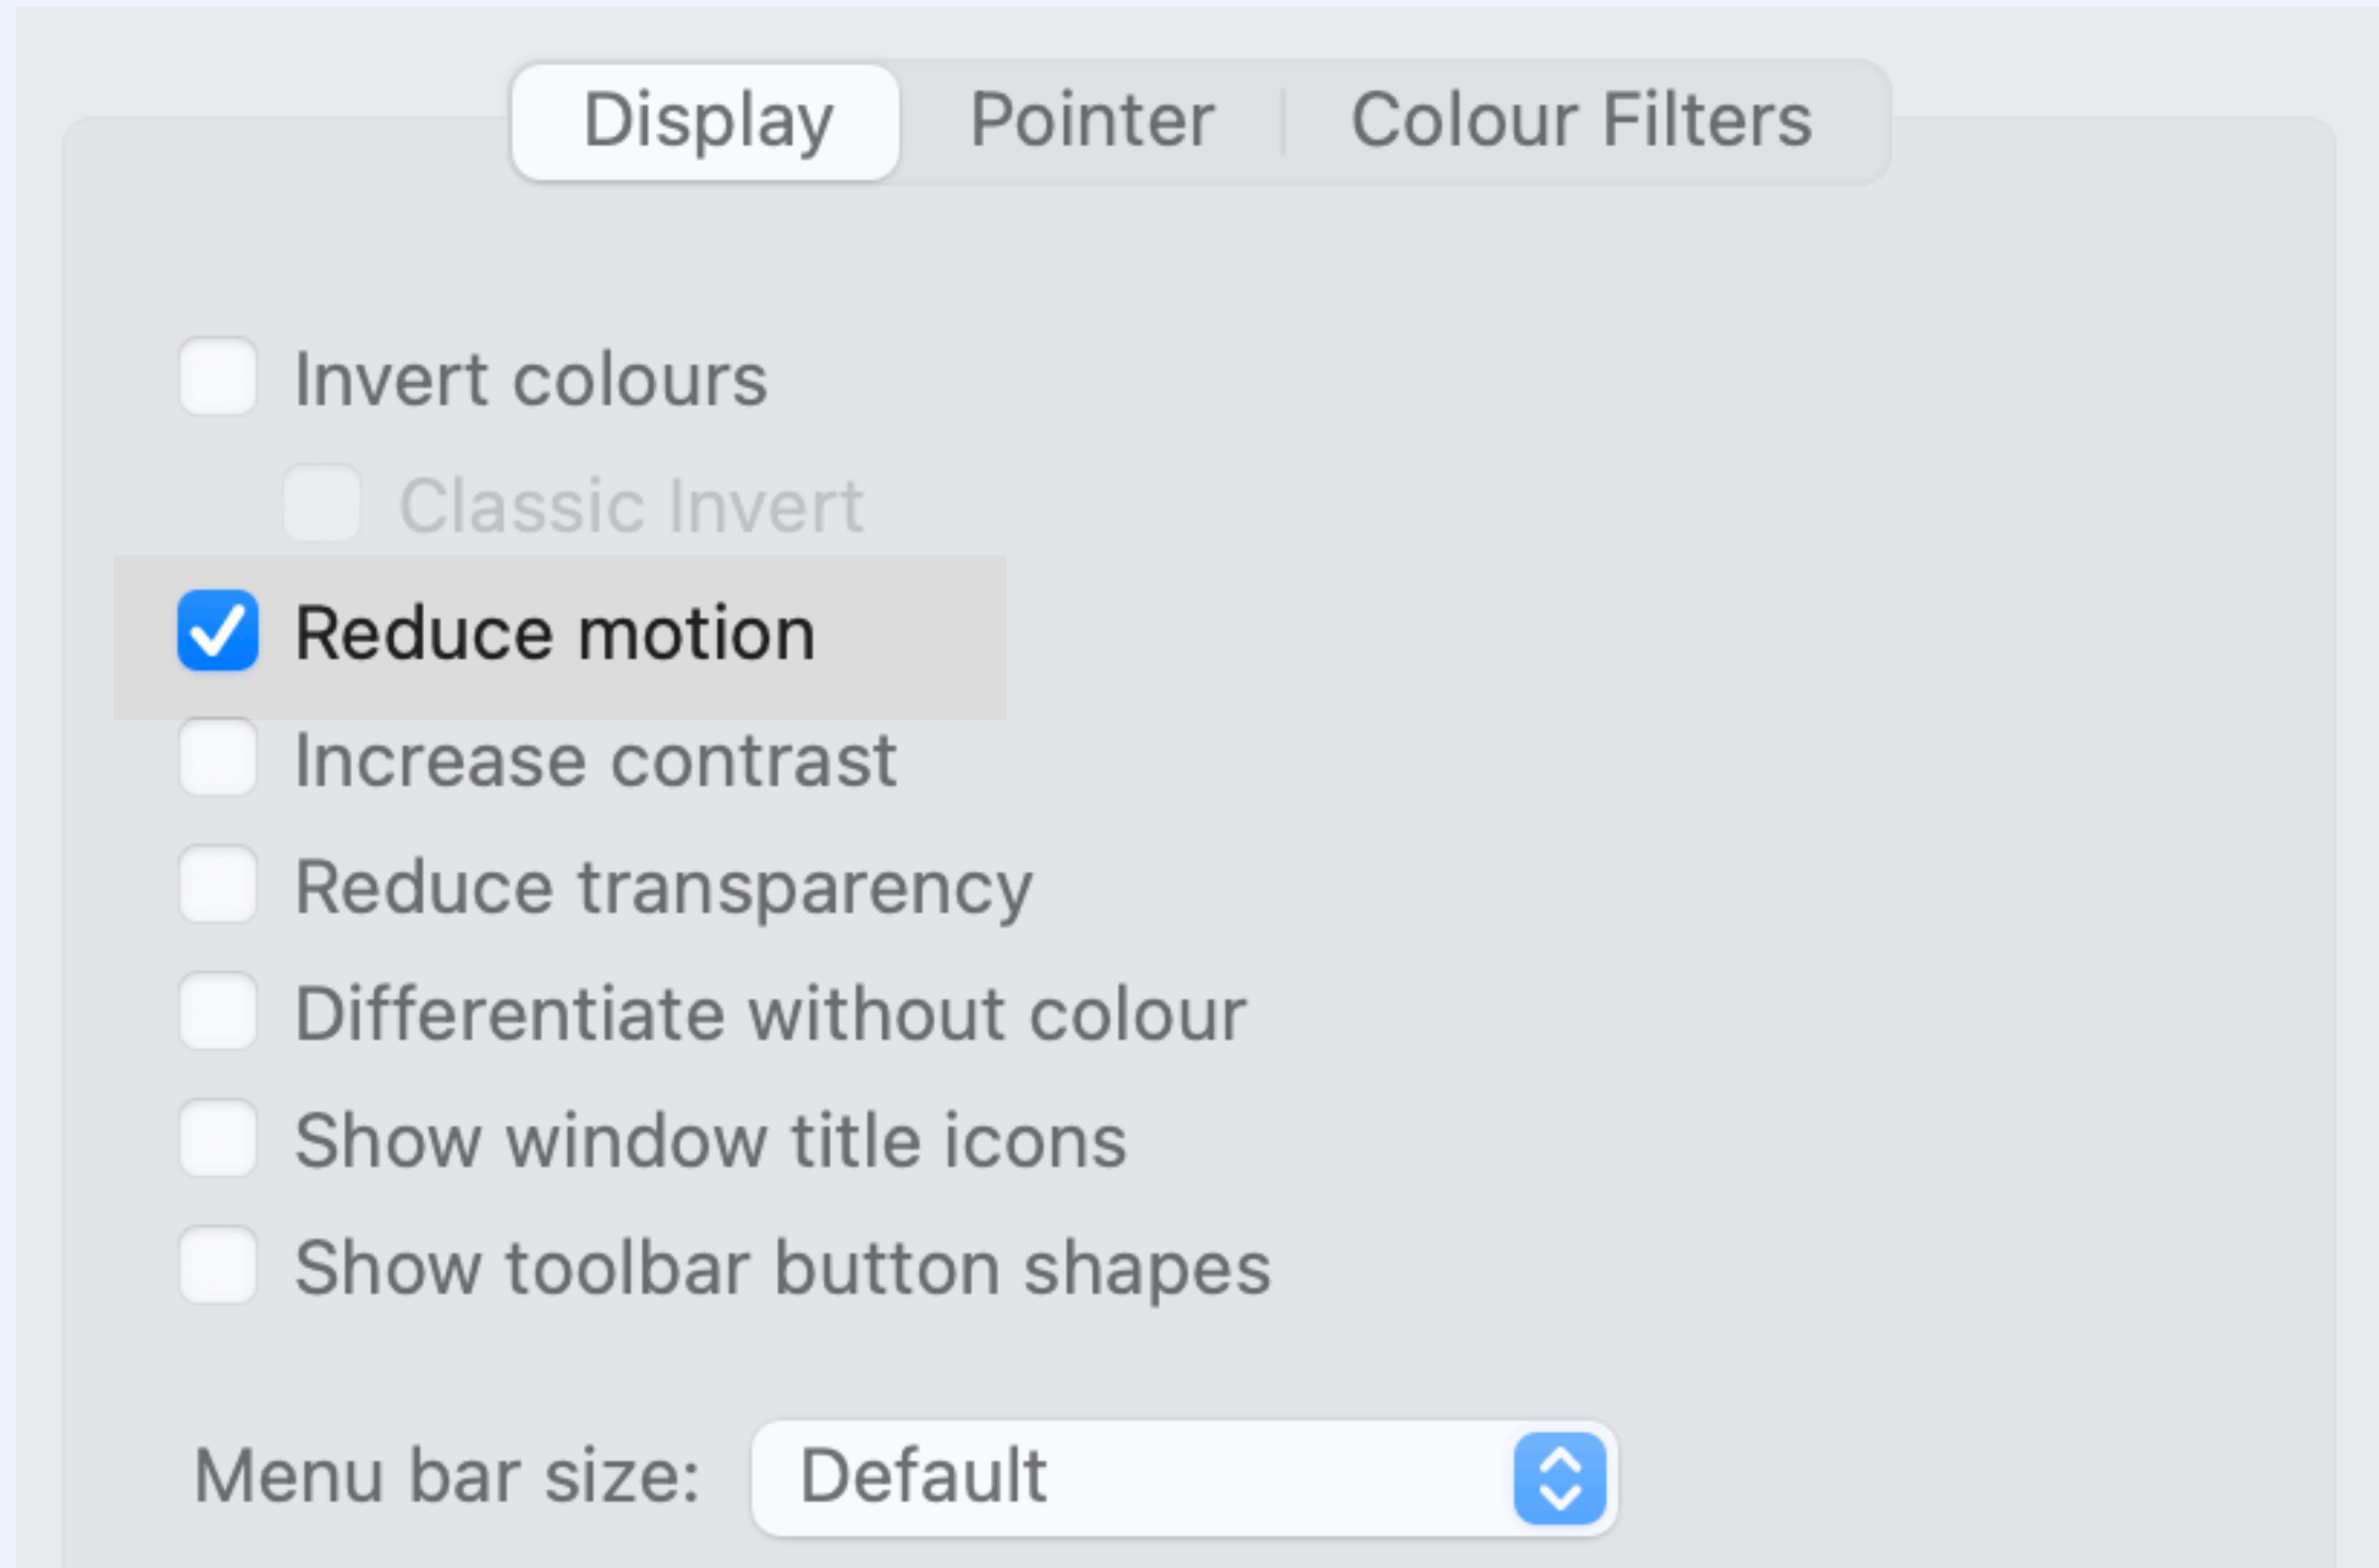 Display Pointer Colour Filters
Invert colours
Classic Invert
Reduce motion
Increase contrast
Reduce transparency
Differentiate without colour
Show window title icons
Show toolbar button shapes
Menu bar size: Default